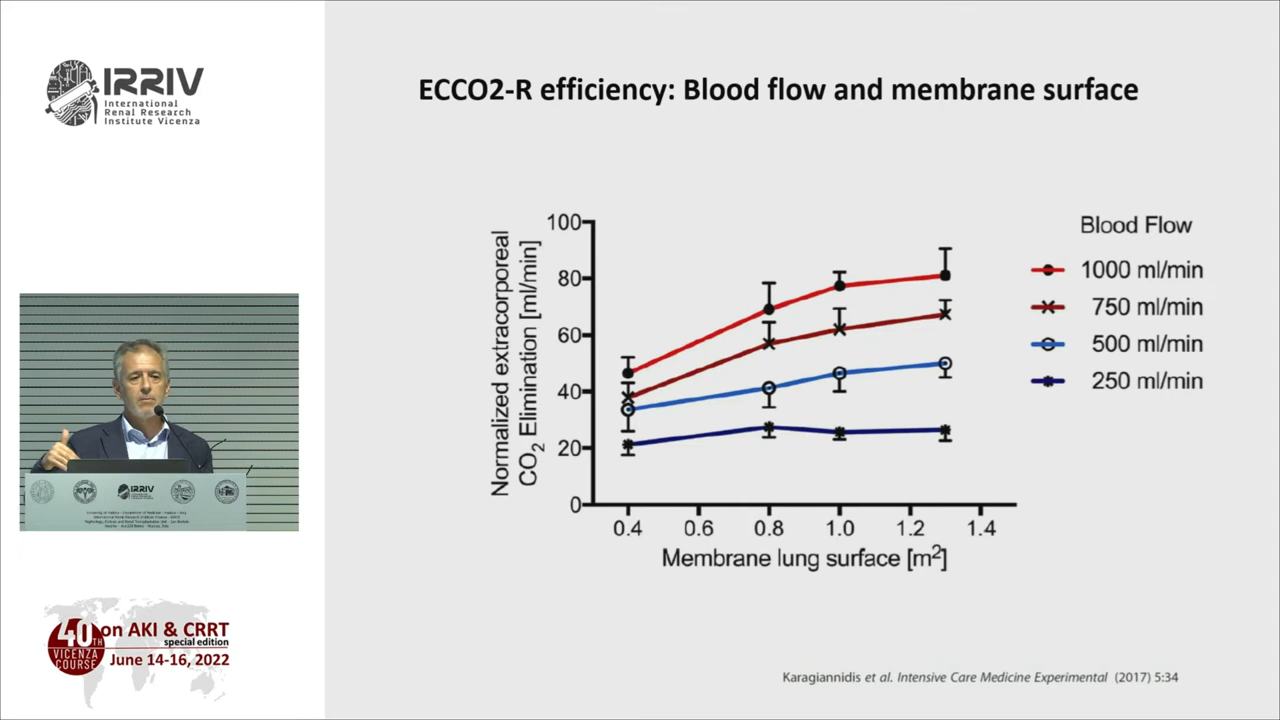 IRRIV
International
Renal Research
Institute Vicenza
ECCO2-R efficiency: Blood flow and membrane surface
Normalized extracorporeal
CO2 Elimination [ml/min]
100
80
60
40
20
0
0.4
0.6
0.8
1.0
1.2
1.4
Membrane lung surface [m2]
Blood Flow
1000 ml/min
750 ml/min
500 ml/min
250 ml/min
IRRIV
40TH
VICENZA
COURSE
on AKI & CRRT
special edition
June 14-16, 2022
Karagiannidis et al. Intensive Care Medicine Experimental (2017) 5:34